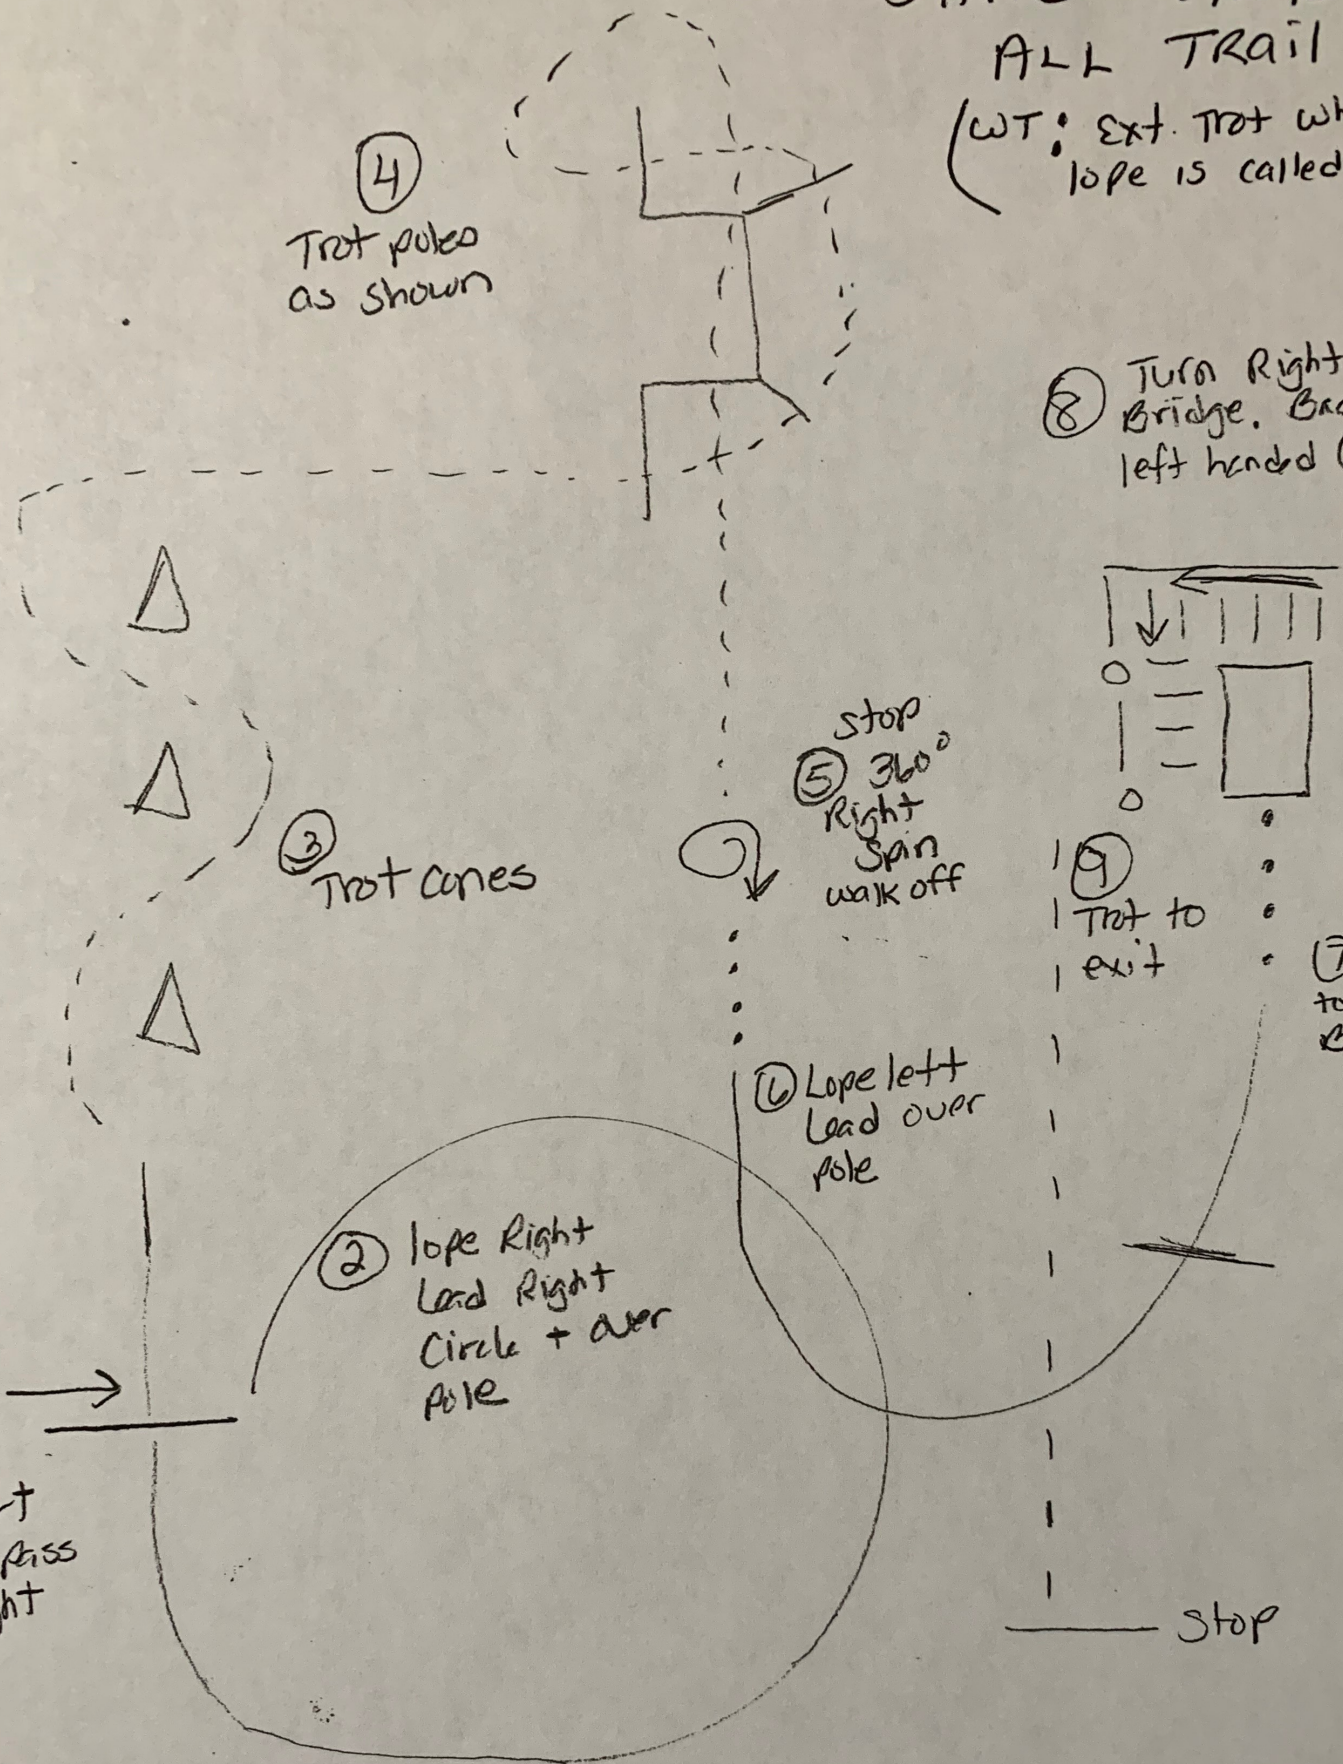 ALL TRAIL
(WT: Ext. Trot
lope is called
4
Trot poles
as shown
8 Turn Right
Bridge.
left handed
stop
5 360°
Right
Spin
walk off
3
Trot cones
9
Trot to
exit
6 Lope left
Lead over
pole
2 lope Right
Lead Right
Circle + over
pole
pass
stop